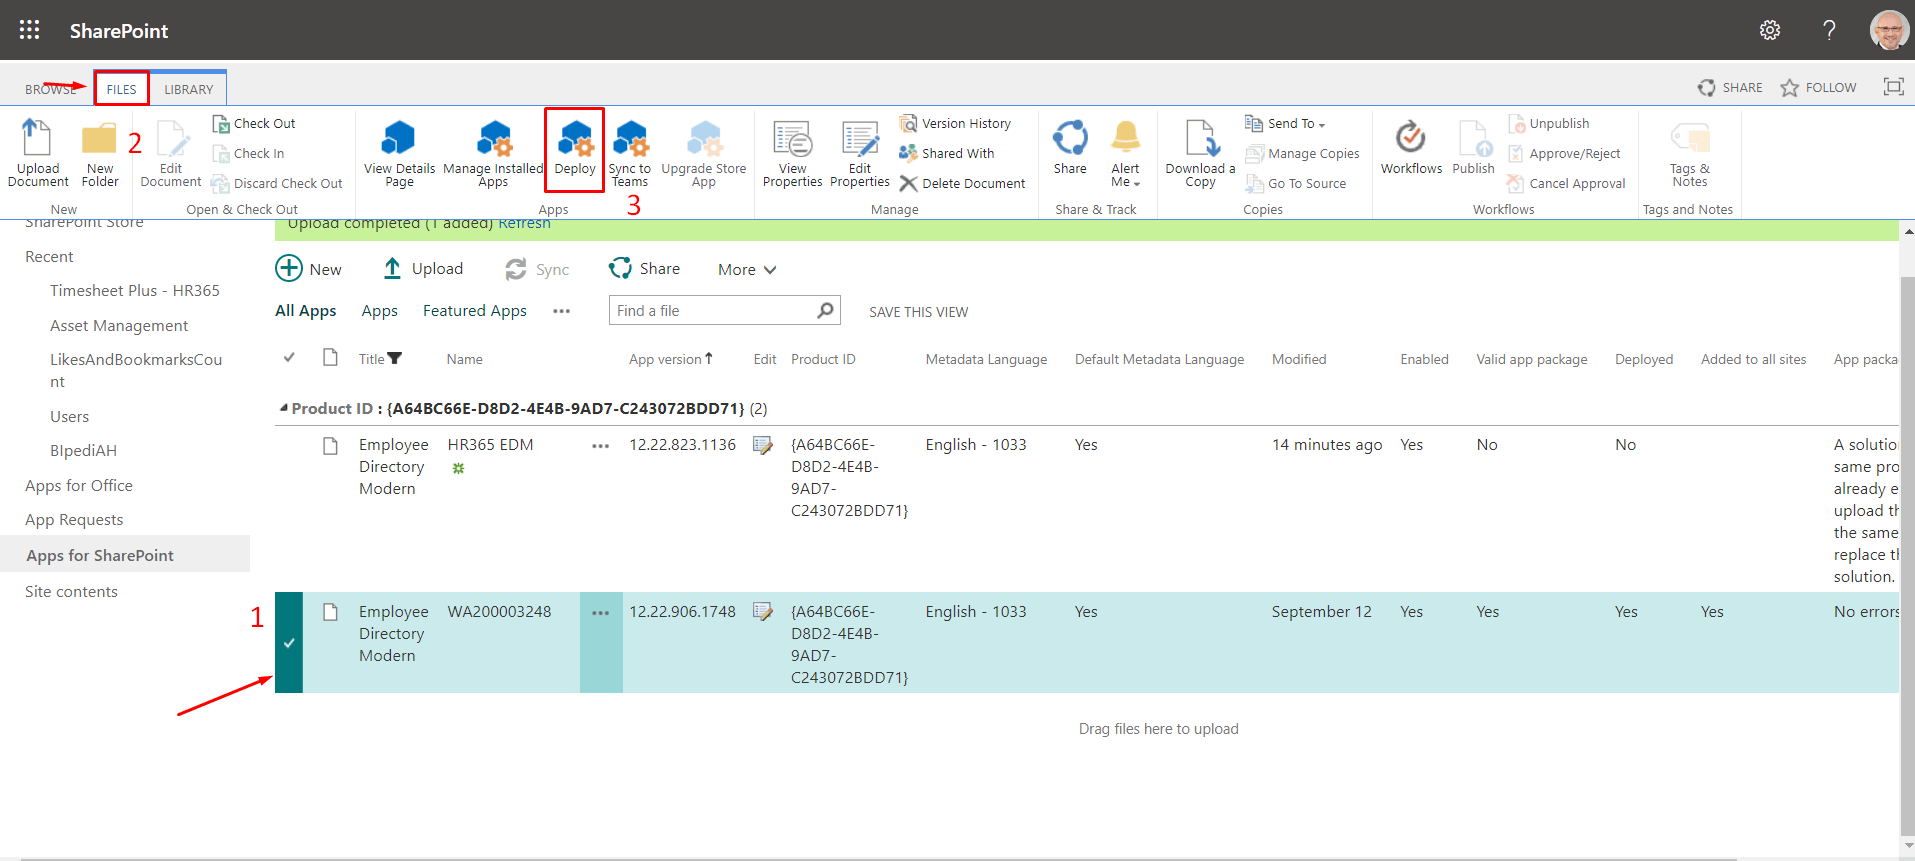 SharePoint
BROWSE
FILES
LIBRARY
SHARE
FOLLOW
Upload
Document
New
Folder
New
2
Edit
Document
Check Out
Check In
Discard Check Out
Open & Check Out
View Details
Page
Manage Installed
Apps
Deploy
Sync to
Teams
Upgrade Store
App
Apps
3
View
Properties
Edit
Properties
Version History
Shared With
Delete Document
Manage
Share
Alert
Me
Share & Track
Download a
Copy
Send To
Manage Copies
Go To Source
Copies
Workflows
Publish
Unpublish
Approve/Reject
Cancel Approval
Workflows
Tags &
Notes
Tags and Notes
SharePoint Store
Recent
Timesheet Plus - HR365
Asset Management
LikesAndBookmarksCou
nt
Users
BIpediAH
Apps for Office
App Requests
Apps for SharePoint
Site contents
Upload completed (1 added) Refresh
New
Upload
Sync
Share
More
All Apps
Apps
Featured Apps
Find a file
SAVE THIS VIEW
Title
Name
App version
Edit
Product ID
Metadata Language
Default Metadata Language
Modified
Enabled
Valid app package
Deployed
Added to all sites
App packa
Product ID : {A64BC66E-D8D2-4E4B-9AD7-C243072BDD71} (2)
Employee
Directory
Modern
HR365 EDM
12.22.823.1136
{A64BC66E-
D8D2-4E4B-
9AD7-
C243072BDD71}
English - 1033
Yes
14 minutes ago
Yes
No
No
A solutio
same pro
already e
upload th
the same
replace th
solution.
1
Employee
Directory
Modern
WA200003248
12.22.906.1748
{A64BC66E-
D8D2-4E4B-
9AD7-
C243072BDD71}
English - 1033
Yes
September 12
Yes
Yes
Yes
Yes
No errors
Drag files here to upload